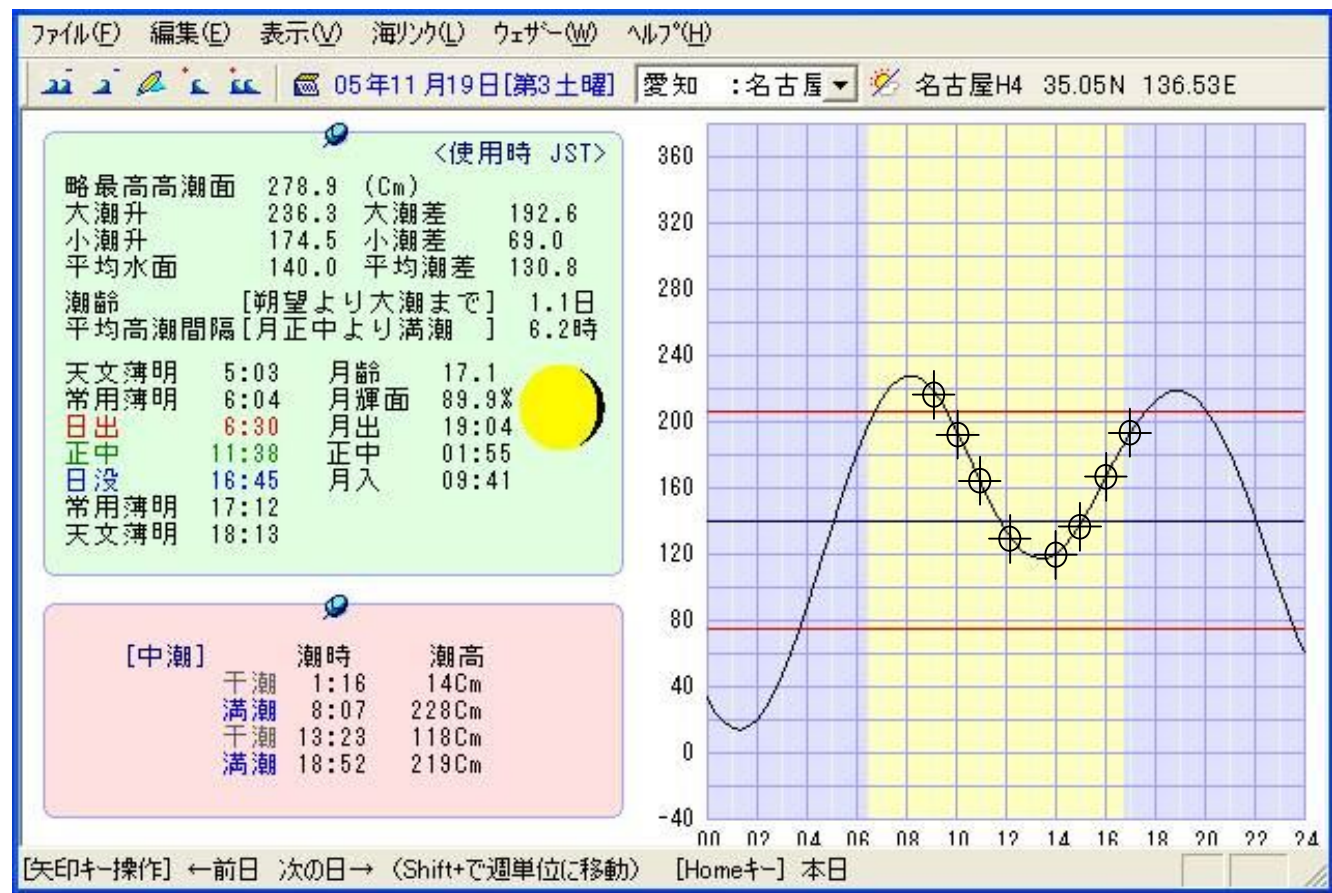 ファイル(F) 編集(E) 表示(V) 海リンク(L) ウェザー(W) ヘルプ(H)
05年11月19日[第3土曜] 愛知 :名古屋 名古屋H4 35.05N 136.53E
<使用時 JST>
略最高高潮面 278.9 (Cm)
大潮升 236.3 大潮差 192.6
小潮升 174.5 小潮差 69.0
平均水面 140.0 平均潮差 130.8
潮齢 [朔望より大潮まで] 1.1日
平均高潮間隔[月正中より満潮 ] 6.2時
天文薄明 5:03 月齢 17.1
常用薄明 6:04 月輝面 89.9%
日出 6:30 月出 19:04
正中 11:38 正中 01:55
日没 16:45 月入 09:41
常用薄明 17:12
天文薄明 18:13
[中潮] 潮時 潮高
干潮 1:16 14Cm
満潮 8:07 228Cm
干潮 13:23 118Cm
満潮 18:52 219Cm
360
320
280
240
200
160
120
80
40
0
-40
00 02 04 06 08 10 12 14 16 18 20 22 24
[矢印キー操作] ←前日 次の日→ (Shift+で週単位に移動) [Homeキー] 本日